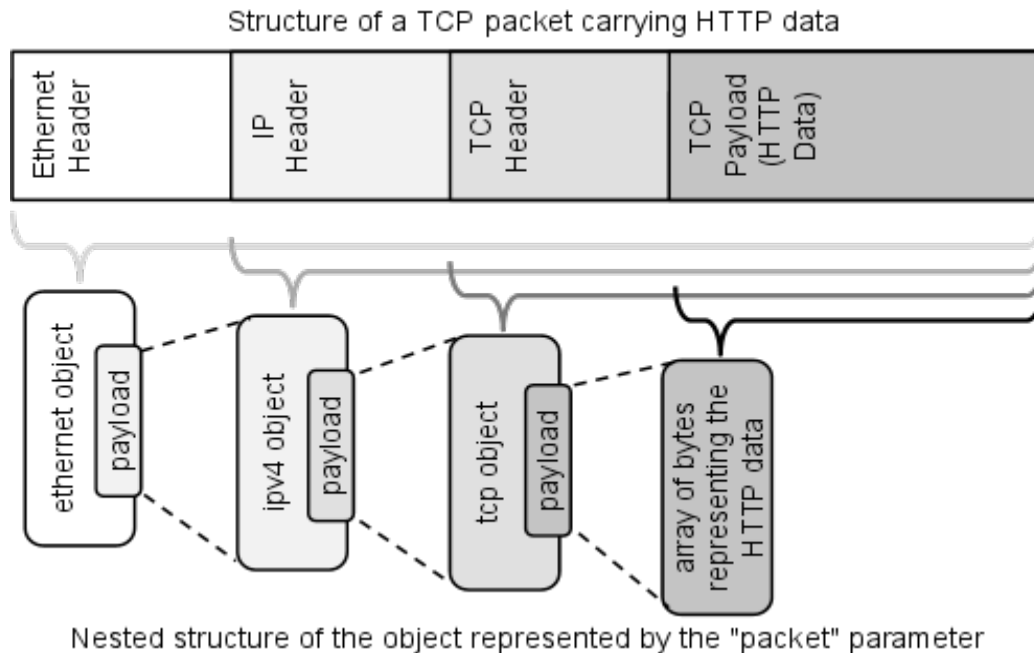 Structure of a TCP packet carrying HTTP data
Ethernet
Header
IP
Header
TCP
Header
TCP
Payload
(HTTP
Data)
ethernet object
payload
ipv4 object
payload
tcp object
payload
array of bytes
representing the
HTTP data
Nested structure of the object represented by the "packet" parameter